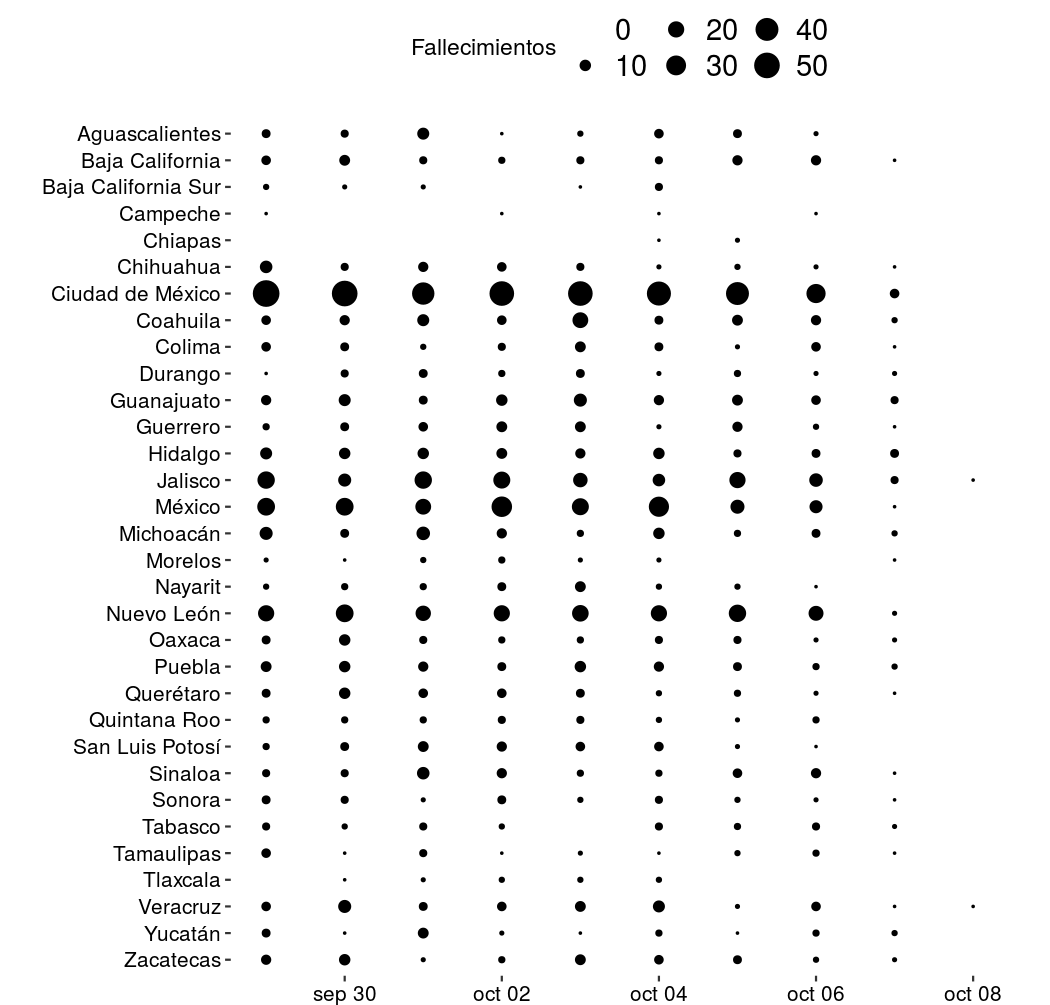 Fallecimientos
0 20 40
10 30 50
Aguascalientes
Baja California
Baja California Sur
Campeche
Chiapas
Chihuahua
Ciudad de México
Coahuila
Colima
Durango
Guanajuato
Guerrero
Hidalgo
Jalisco
México
Michoacán
Morelos
Nayarit
Nuevo León
Oaxaca
Puebla
Querétaro
Quintana Roo
San Luis Potosí
Sinaloa
Sonora
Tabasco
Tamaulipas
Tlaxcala
Veracruz
Yucatán
Zacatecas
sep 30 oct 02 oct 04 oct 06 oct 08